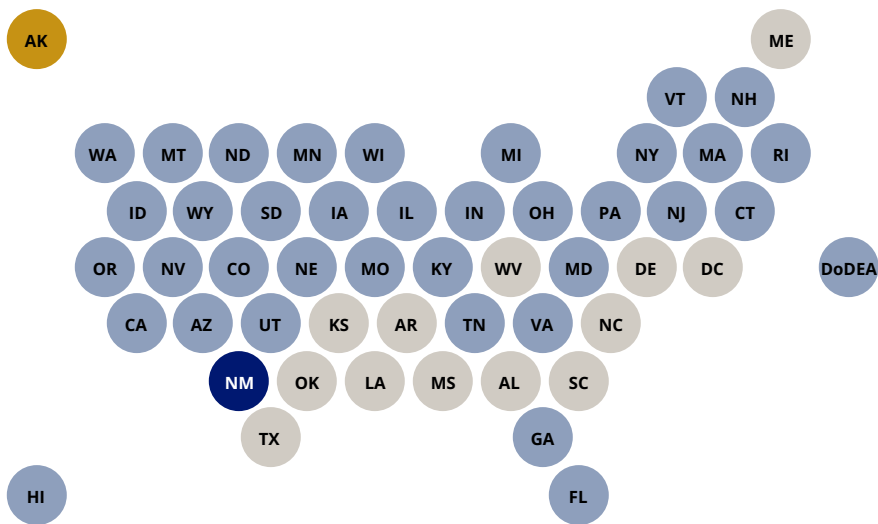 AK ME
VT NH
WA MT ND MN WI MI NY MA RI
ID WY SD IA IL IN OH PA NJ CT
OR NV CO NE MO KY WV MD DE DC DoDEA
CA AZ UT KS AR TN VA NC
NM OK LA MS AL SC
TX GA
HI FL